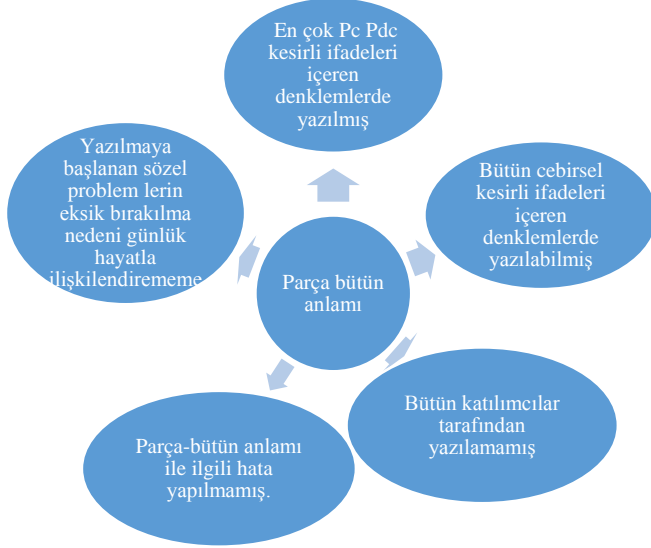 En çok Pc Pdc
kesirli ifadeleri
içeren
denklemlerde
yazılmış
Yazılmaya
başlanan sözel
problem lerin
eksik bırakılma
nedeni günlük
hayatla
ilişkilendirememe
Bütün cebirsel
kesirli ifadeleri
içeren
denklemlerde
yazılabilmiş
Parça bütün
anlamı
Bütün katılımcılar
tarafından
yazılamamış
Parça-bütün anlamı
ile ilgili hata
yapılmamış.